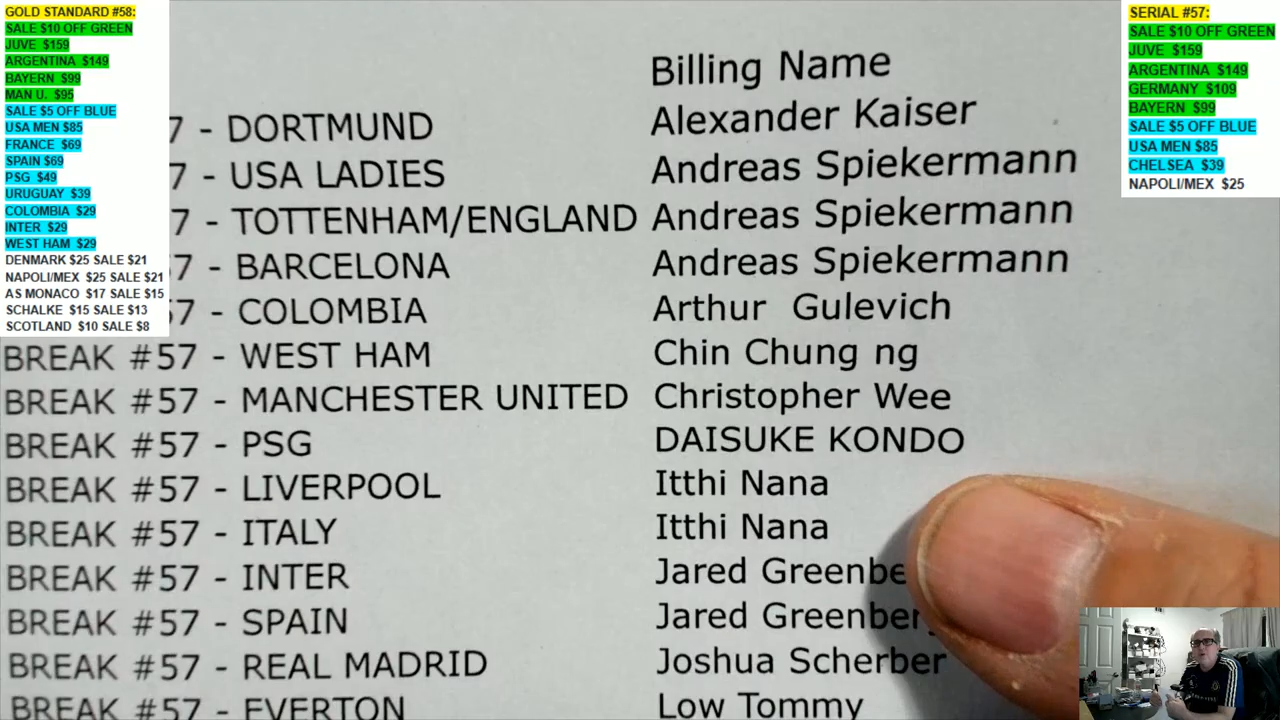 GOLD STANDARD #58:
SALE $10 OFF GREEN
JUVE $159
ARGENTINA $149
BAYERN $99
MAN U. $95
SALE $5 OFF BLUE
USA MEN $85
FRANCE $69
SPAIN $69
PSG $49
URUGUAY $39
COLOMBIA $29
INTER $29
WEST HAM $29
DENMARK $25 SALE $21
NAPOLI/MEX $25 SALE $21
AS MONACO $17 SALE $15
SCHALKE $15 SALE $13
SCOTLAND $10 SALE $8
Billing Name
7 - DORTMUND Alexander Kaiser
7 - USA LADIES Andreas Spiekermann
7 - TOTTENHAM/ENGLAND Andreas Spiekermann
57 - BARCELONA Andreas Spiekermann
57 - COLOMBIA Arthur Gulevich
BREAK #57 - WEST HAM Chin Chung ng
BREAK #57 - MANCHESTER UNITED Christopher Wee
BREAK #57 - PSG DAISUKE KONDO
BREAK #57 - LIVERPOOL Itthi Nana
BREAK #57 - ITALY Itthi Nana
BREAK #57 - INTER Jared Greenbe
BREAK #57 - SPAIN Jared Greenber
BREAK #57 - REAL MADRID Joshua Scherber
BREAK #57 - EVERTON Low Tommy
SERIAL #57:
SALE $10 OFF GREEN
JUVE $159
ARGENTINA $149
GERMANY $109
BAYERN $99
SALE $5 OFF BLUE
USA MEN $85
CHELSEA $39
NAPOLI/MEX $25